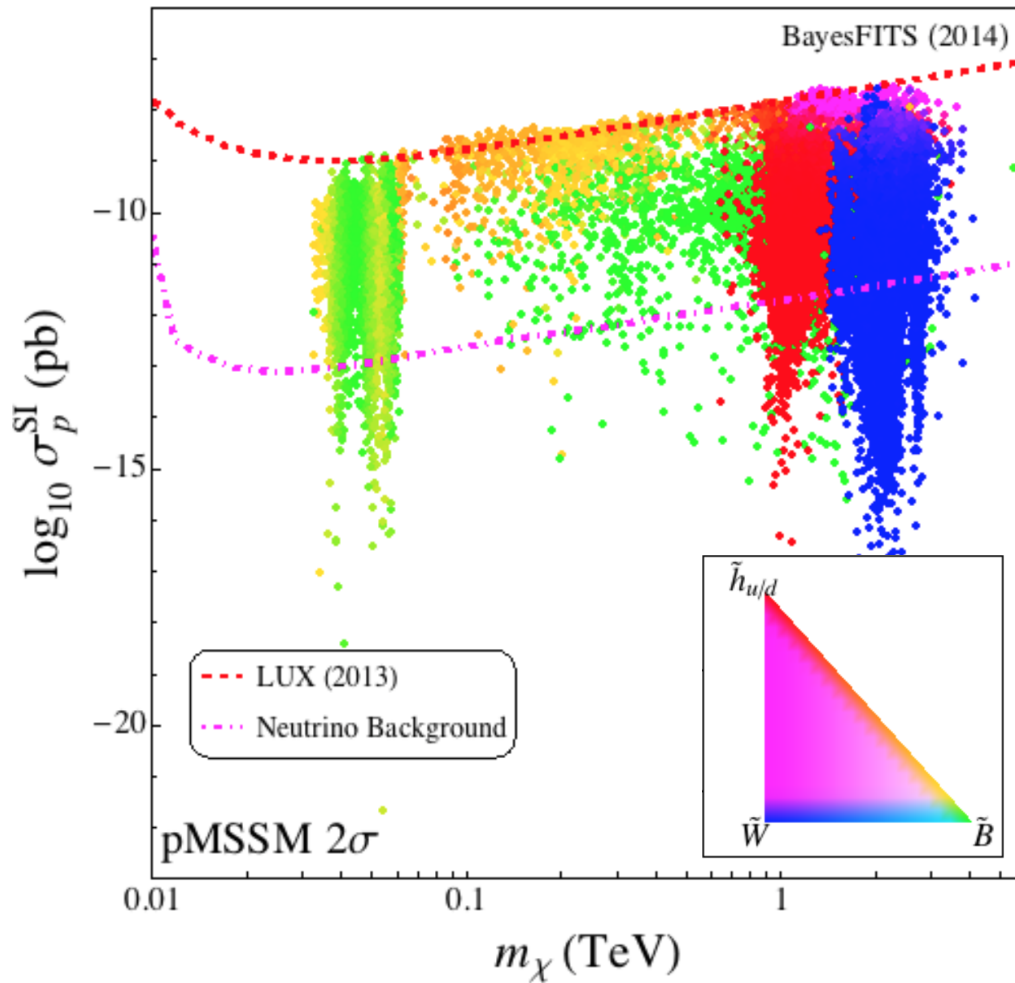 BayesFITS (2014)
log₁₀ σₚˢᴵ (pb)
−10
−15
−20
LUX (2013)
Neutrino Background
pMSSM 2σ
h̃ᵤ/d
W̃
B̃
0.01
0.1
1
mᵪ (TeV)